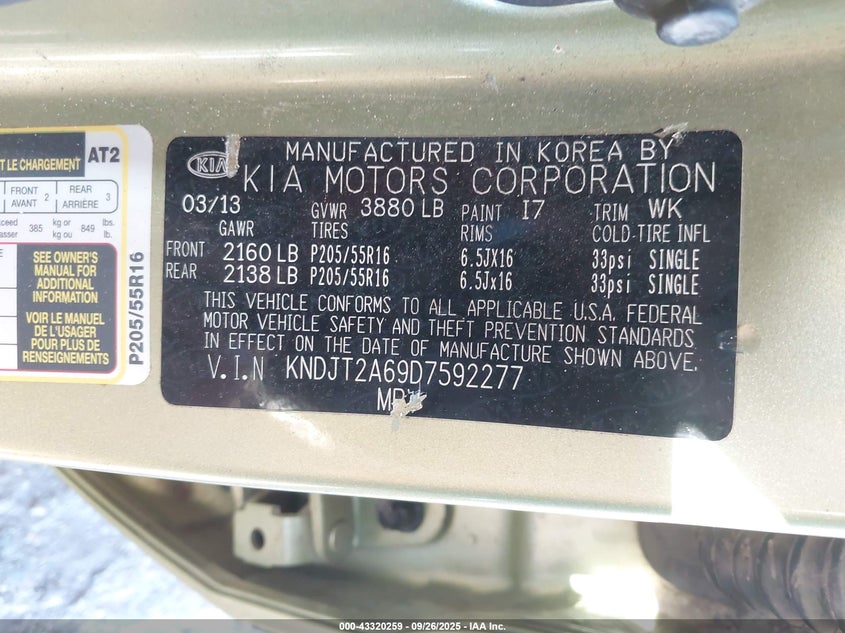 T LE CHARGEMENT AT2
FRONT AVANT 2 REAR ARRIÈRE 3
385 kg or kg ou 849 lbs. lb.
SEE OWNER'S
MANUAL FOR
ADDITIONAL
INFORMATION
VOIR LE MANUEL
DE L'USAGER
POUR PLUS DE
RENSEIGNEMENTS
P205/55R16
KIA
MANUFACTURED IN KOREA BY
KIA MOTORS CORPORATION
03/13 GVWR 3880 LB PAINT I7 TRIM WK
GAWR TIRES RIMS COLD TIRE INFL
FRONT 2160 LB P205/55R16 6.5JX16 33psi SINGLE
REAR 2138 LB P205/55R16 6.5Jx16 33psi SINGLE
THIS VEHICLE CONFORMS TO ALL APPLICABLE U.S.A. FEDERAL
MOTOR VEHICLE SAFETY AND THEFT PREVENTION STANDARDS
IN EFFECT ON THE DATE OF MANUFACTURE SHOWN ABOVE.
V.I.N KNDJT2A69D7592277
000-43320259 - 09/26/2025 - IAA Inc.